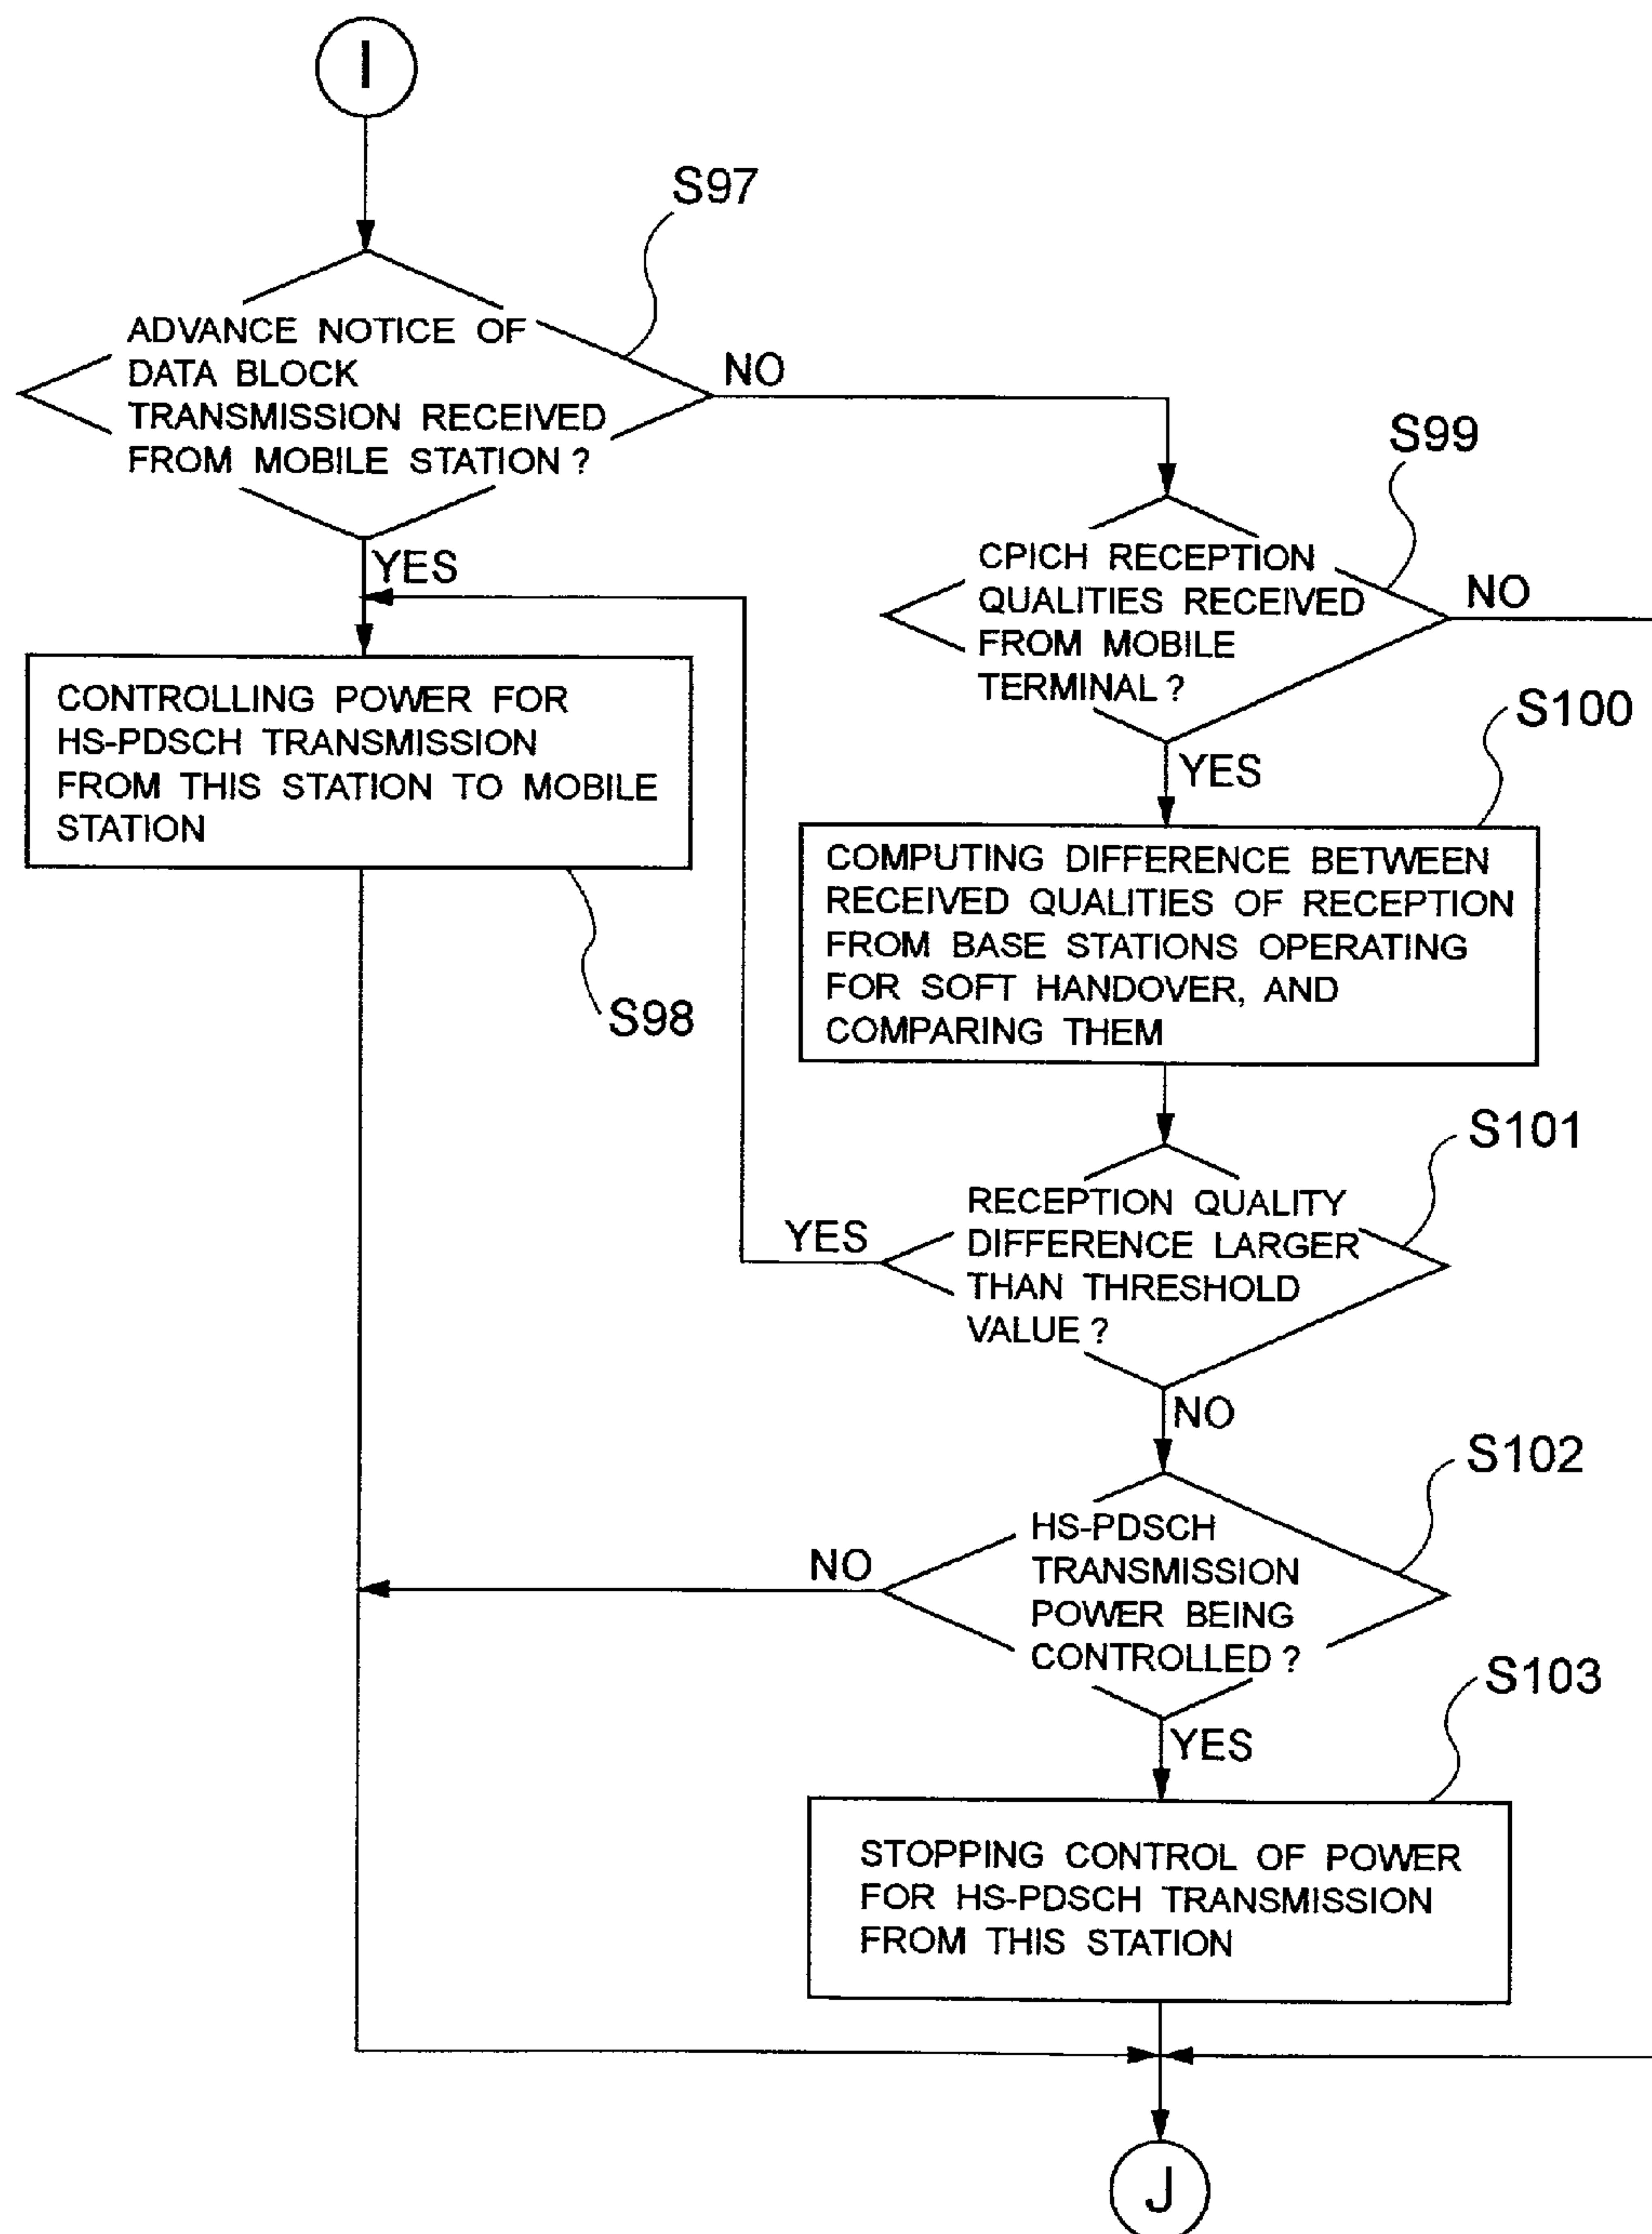 I
S97
ADVANCE NOTICE OF
DATA BLOCK
TRANSMISSION RECEIVED
FROM MOBILE STATION ?
NO
YES
S99
CPICH RECEPTION
QUALITIES RECEIVED
FROM MOBILE
TERMINAL ?
NO
YES
CONTROLLING POWER FOR
HS-PDSCH TRANSMISSION
FROM THIS STATION TO MOBILE
STATION
S98
S100
COMPUTING DIFFERENCE BETWEEN
RECEIVED QUALITIES OF RECEPTION
FROM BASE STATIONS OPERATING
FOR SOFT HANDOVER, AND
COMPARING THEM
S101
RECEPTION QUALITY
DIFFERENCE LARGER
THAN THRESHOLD
VALUE ?
YES
NO
S102
HS-PDSCH
TRANSMISSION
POWER BEING
CONTROLLED ?
NO
YES
S103
STOPPING CONTROL OF POWER
FOR HS-PDSCH TRANSMISSION
FROM THIS STATION
J